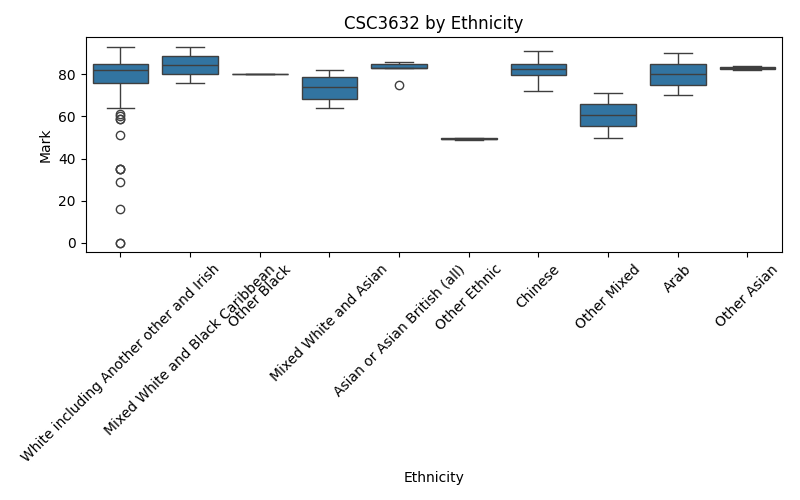 CSC3632 by Ethnicity
Mark
80
60
40
20
0
White including Another other and Irish
Mixed White and Black Caribbean
Other Black
Mixed White and Asian
Asian or Asian British (all)
Other Ethnic
Chinese
Other Mixed
Arab
Other Asian
Ethnicity